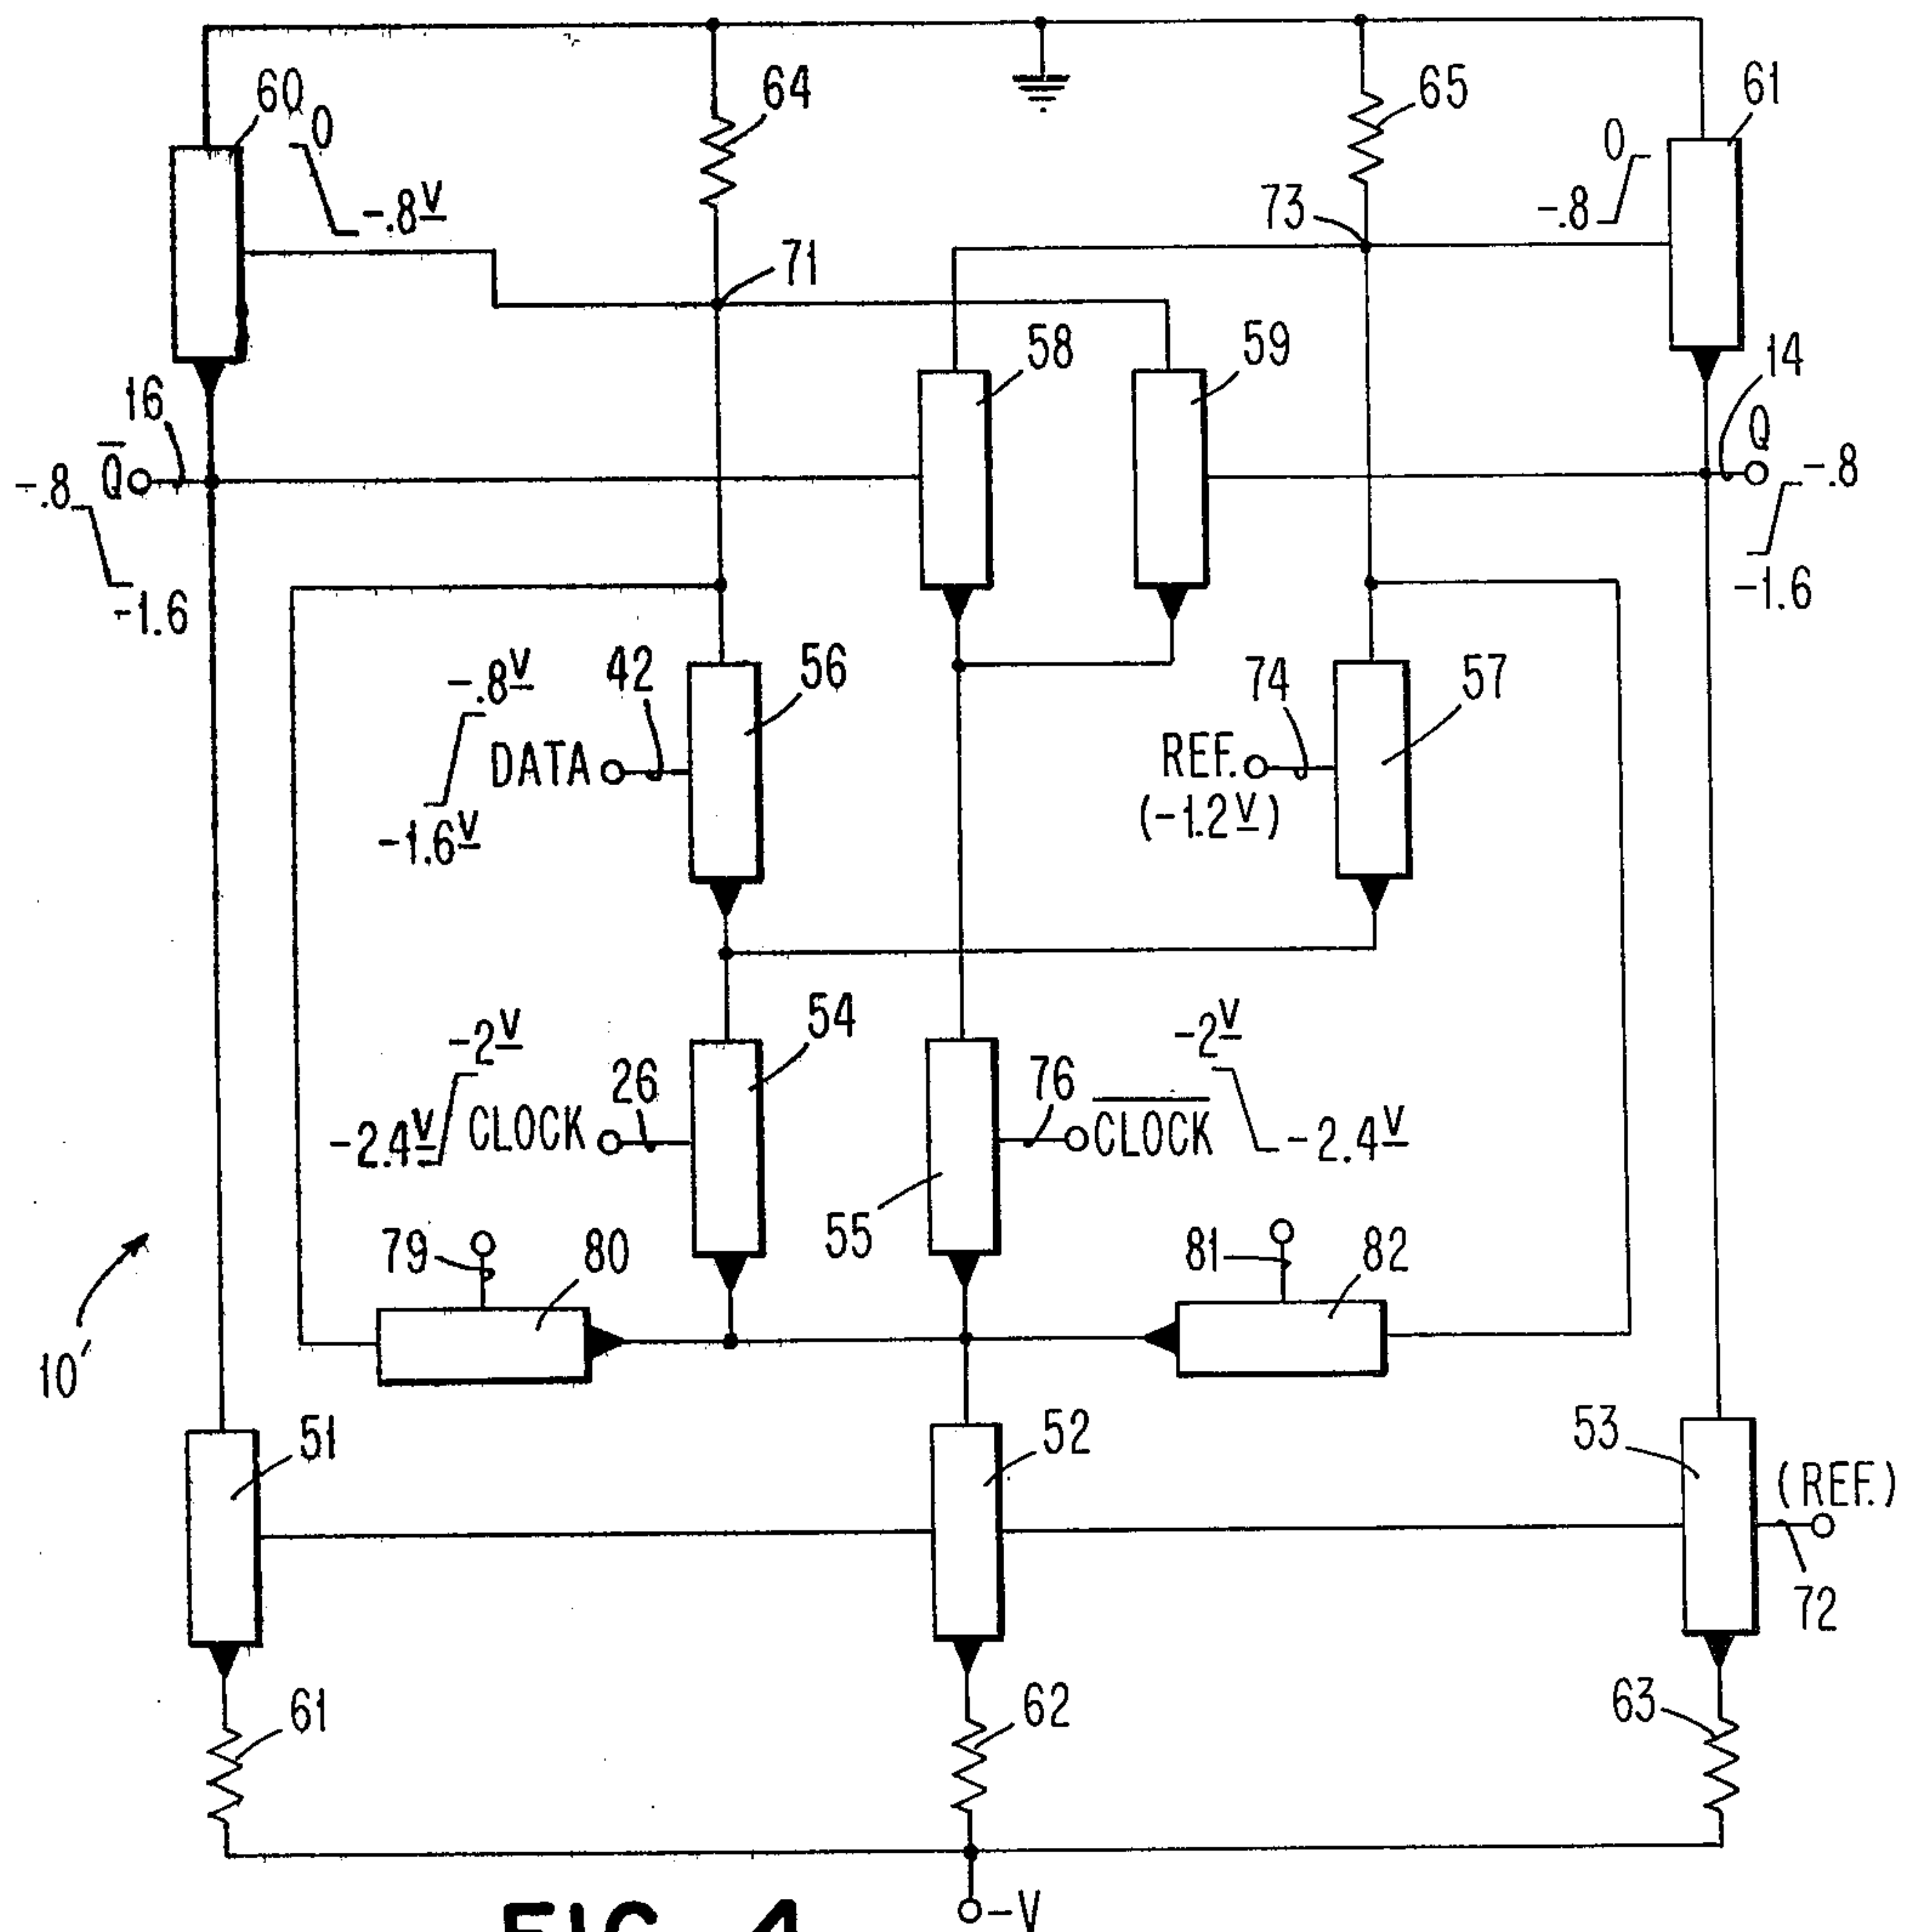 60
0
-.8V
64
65
61
0
-.8
73
71
58
59
14
16
Q̅
Q
-.8
-1.6
-.8
-1.6
-.8V
42
56
DATA
-1.6V
74
57
REF.
(-1.2V)
54
-2V
26
-2.4V
CLOCK
-2V
76
C̅L̅O̅C̅K̅
-2.4V
55
79
80
81
82
10'
51
52
53
(REF.)
72
61
62
63
-V
FIG. 4